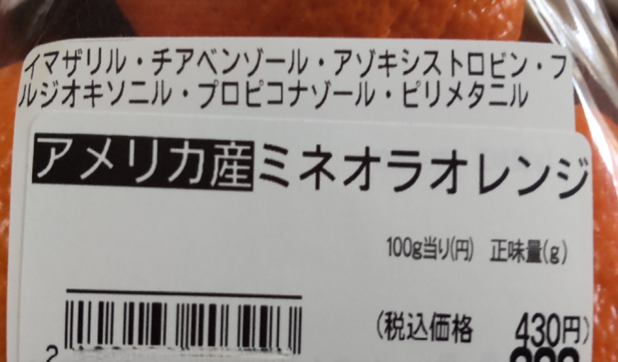 イマザリル・チアベンゾール・アゾキシストロビン・フ
ルジオキソニル・プロピコナゾール・ピリメタニル
アメリカ産ミネオラオレンジ
100g当り(円) 正味量(g)
(税込価格 430円)
2